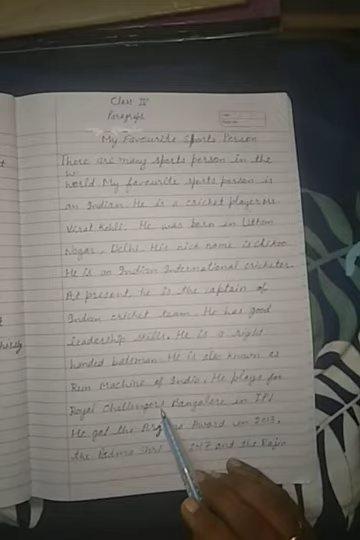 Class IV
Paragraph
My Favourite Sports Person
There are many sports person in the
w
world. My favourite sports person is
an Indian. He is a cricket player
Virat Kohli. He was born in Uttam
Nagar, Delhi. His nick name is chikoo
He is an Indian International cricketer.
At present, he is the captain of
Indian cricket team. He has good
leadership skills. He is a right
handed batsman. He is also known as
Run Machine of India. He plays for
Royal Challengers Bangalore in IPL
He got the Award in 2013,
the Padma Shri 2017 and the Rajiv